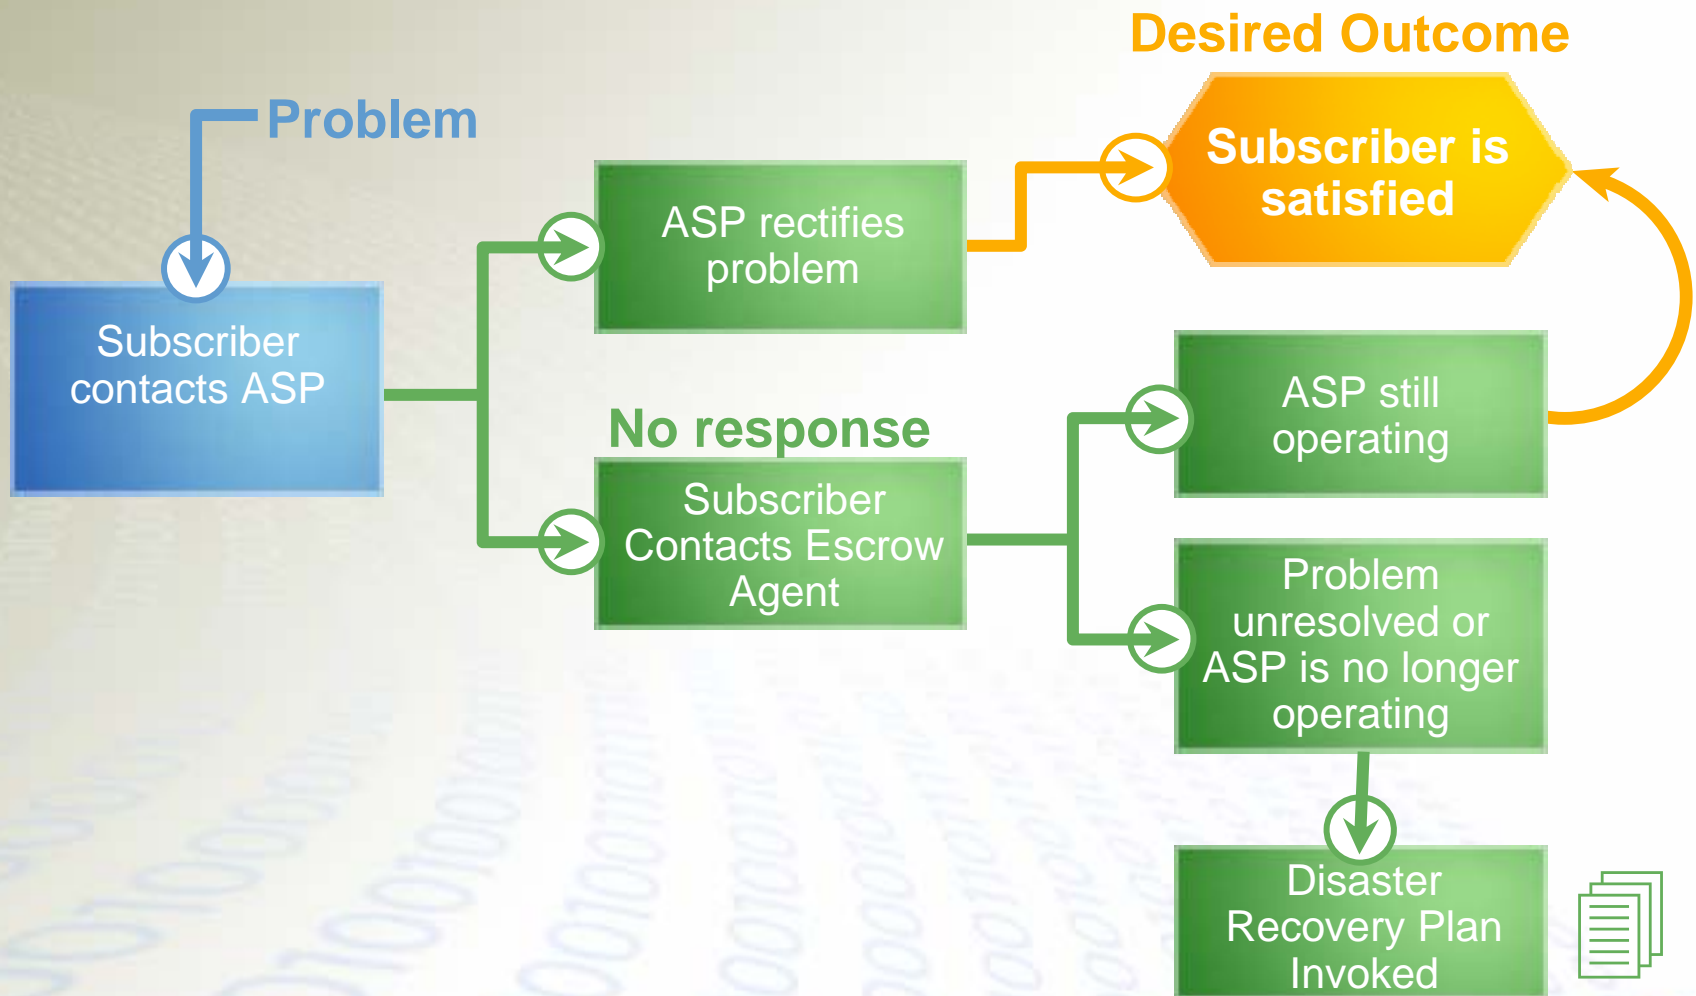 Desired Outcome
Problem
Subscriber is
satisfied
ASP rectifies
problem
Subscriber
contacts ASP
No response
ASP still
operating
Subscriber
Contacts Escrow
Agent
Problem
unresolved or
ASP is no longer
operating
Disaster
Recovery Plan
Invoked